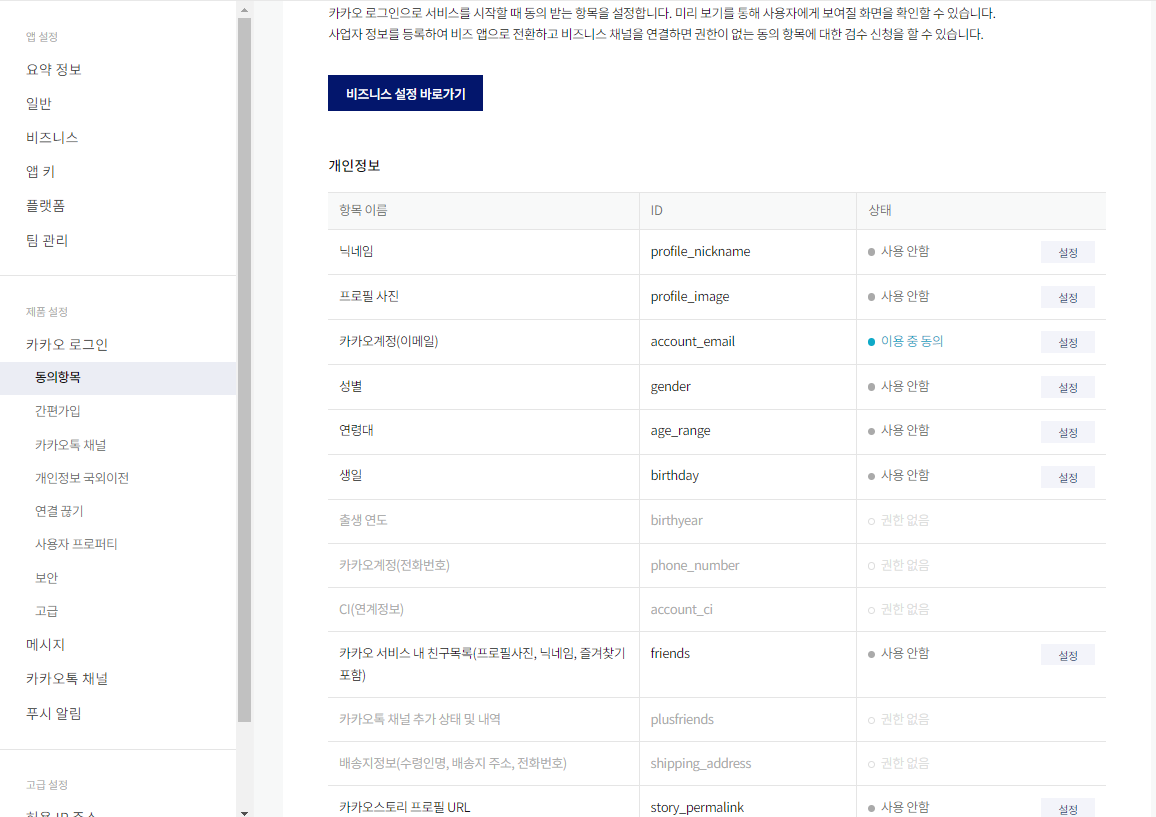 앱 설정
요약 정보
일반
비즈니스
앱 키
플랫폼
팀 관리
제품 설정
카카오 로그인
동의항목
간편가입
카카오톡 채널
개인정보 국외이전
연결 끊기
사용자 프로퍼티
보안
고급
메시지
카카오톡 채널
푸시 알림
고급 설정
허용 IP 주소
카카오 로그인으로 서비스를 시작할 때 동의 받는 항목을 설정합니다. 미리 보기를 통해 사용자에게 보여질 화면을 확인할 수 있습니다.
사업자 정보를 등록하여 비즈 앱으로 전환하고 비즈니스 채널을 연결하면 권한이 없는 동의 항목에 대한 검수 신청을 할 수 있습니다.
비즈니스 설정 바로가기
개인정보
항목 이름 ID 상태
닉네임 profile_nickname 사용 안함 설정
프로필 사진 profile_image 사용 안함 설정
카카오계정(이메일) account_email 이용 중 동의 설정
성별 gender 사용 안함 설정
연령대 age_range 사용 안함 설정
생일 birthday 사용 안함 설정
출생 연도 birthyear 권한 없음
카카오계정(전화번호) phone_number 권한 없음
CI(연계정보) account_ci 권한 없음
카카오 서비스 내 친구목록(프로필사진, 닉네임, 즐겨찾기 friends 사용 안함 설정
포함)
카카오톡 채널 추가 상태 및 내역 plusfriends 권한 없음
배송지정보(수령인명, 배송지 주소, 전화번호) shipping_address 권한 없음
카카오스토리 프로필 URL story_permalink 사용 안함 설정